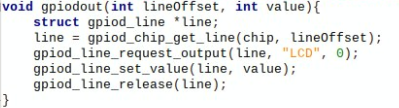 void gpiodout(int lineOffset, int value){
    struct gpiod_line *line;
    line = gpiod_chip_get_line(chip, lineOffset);
    gpiod_line_request_output(line, "LCD", 0);
    gpiod_line_set_value(line, value);
    gpiod_line_release(line);
}